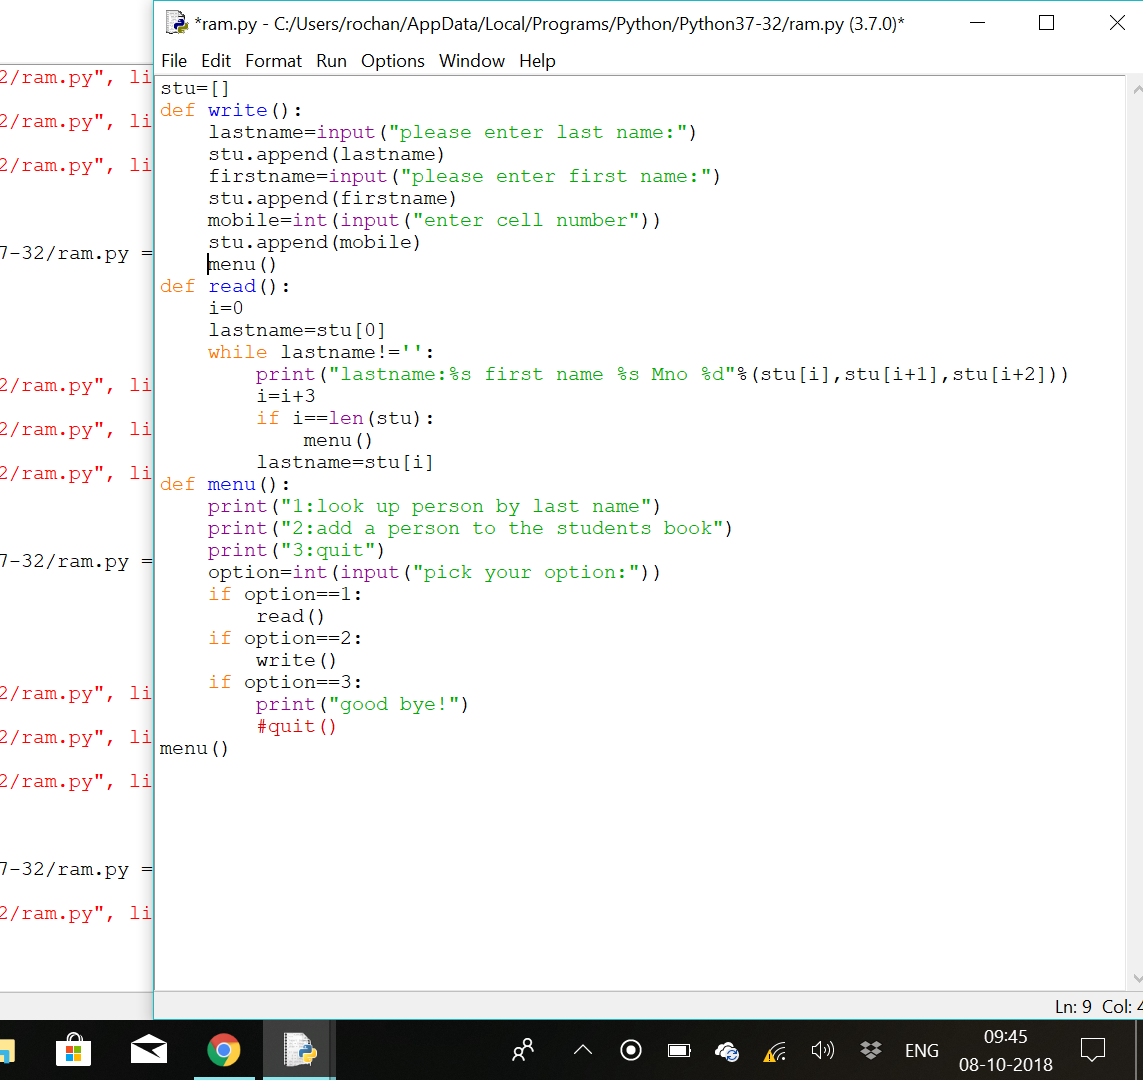 *ram.py - C:/Users/rochan/AppData/Local/Programs/Python/Python37-32/ram.py (3.7.0)*
File Edit Format Run Options Window Help
stu=[]
def write():
    lastname=input("please enter last name:")
    stu.append(lastname)
    firstname=input("please enter first name:")
    stu.append(firstname)
    mobile=int(input("enter cell number"))
    stu.append(mobile)
    menu()
def read():
    i=0
    lastname=stu[0]
    while lastname!='':
        print("lastname:%s first name %s Mno %d"%(stu[i],stu[i+1],stu[i+2]))
        i=i+3
        if i==len(stu):
            menu()
        lastname=stu[i]
def menu():
    print("1:look up person by last name")
    print("2:add a person to the students book")
    print("3:quit")
    option=int(input("pick your option:"))
    if option==1:
        read()
    if option==2:
        write()
    if option==3:
        print("good bye!")
        #quit()
menu()
2/ram.py", li
2/ram.py", li
2/ram.py", li
7-32/ram.py =
2/ram.py", li
2/ram.py", li
2/ram.py", li
7-32/ram.py =
2/ram.py", li
2/ram.py", li
2/ram.py", li
7-32/ram.py =
2/ram.py", li
Ln: 9 Col: 4
ENG
09:45
08-10-2018